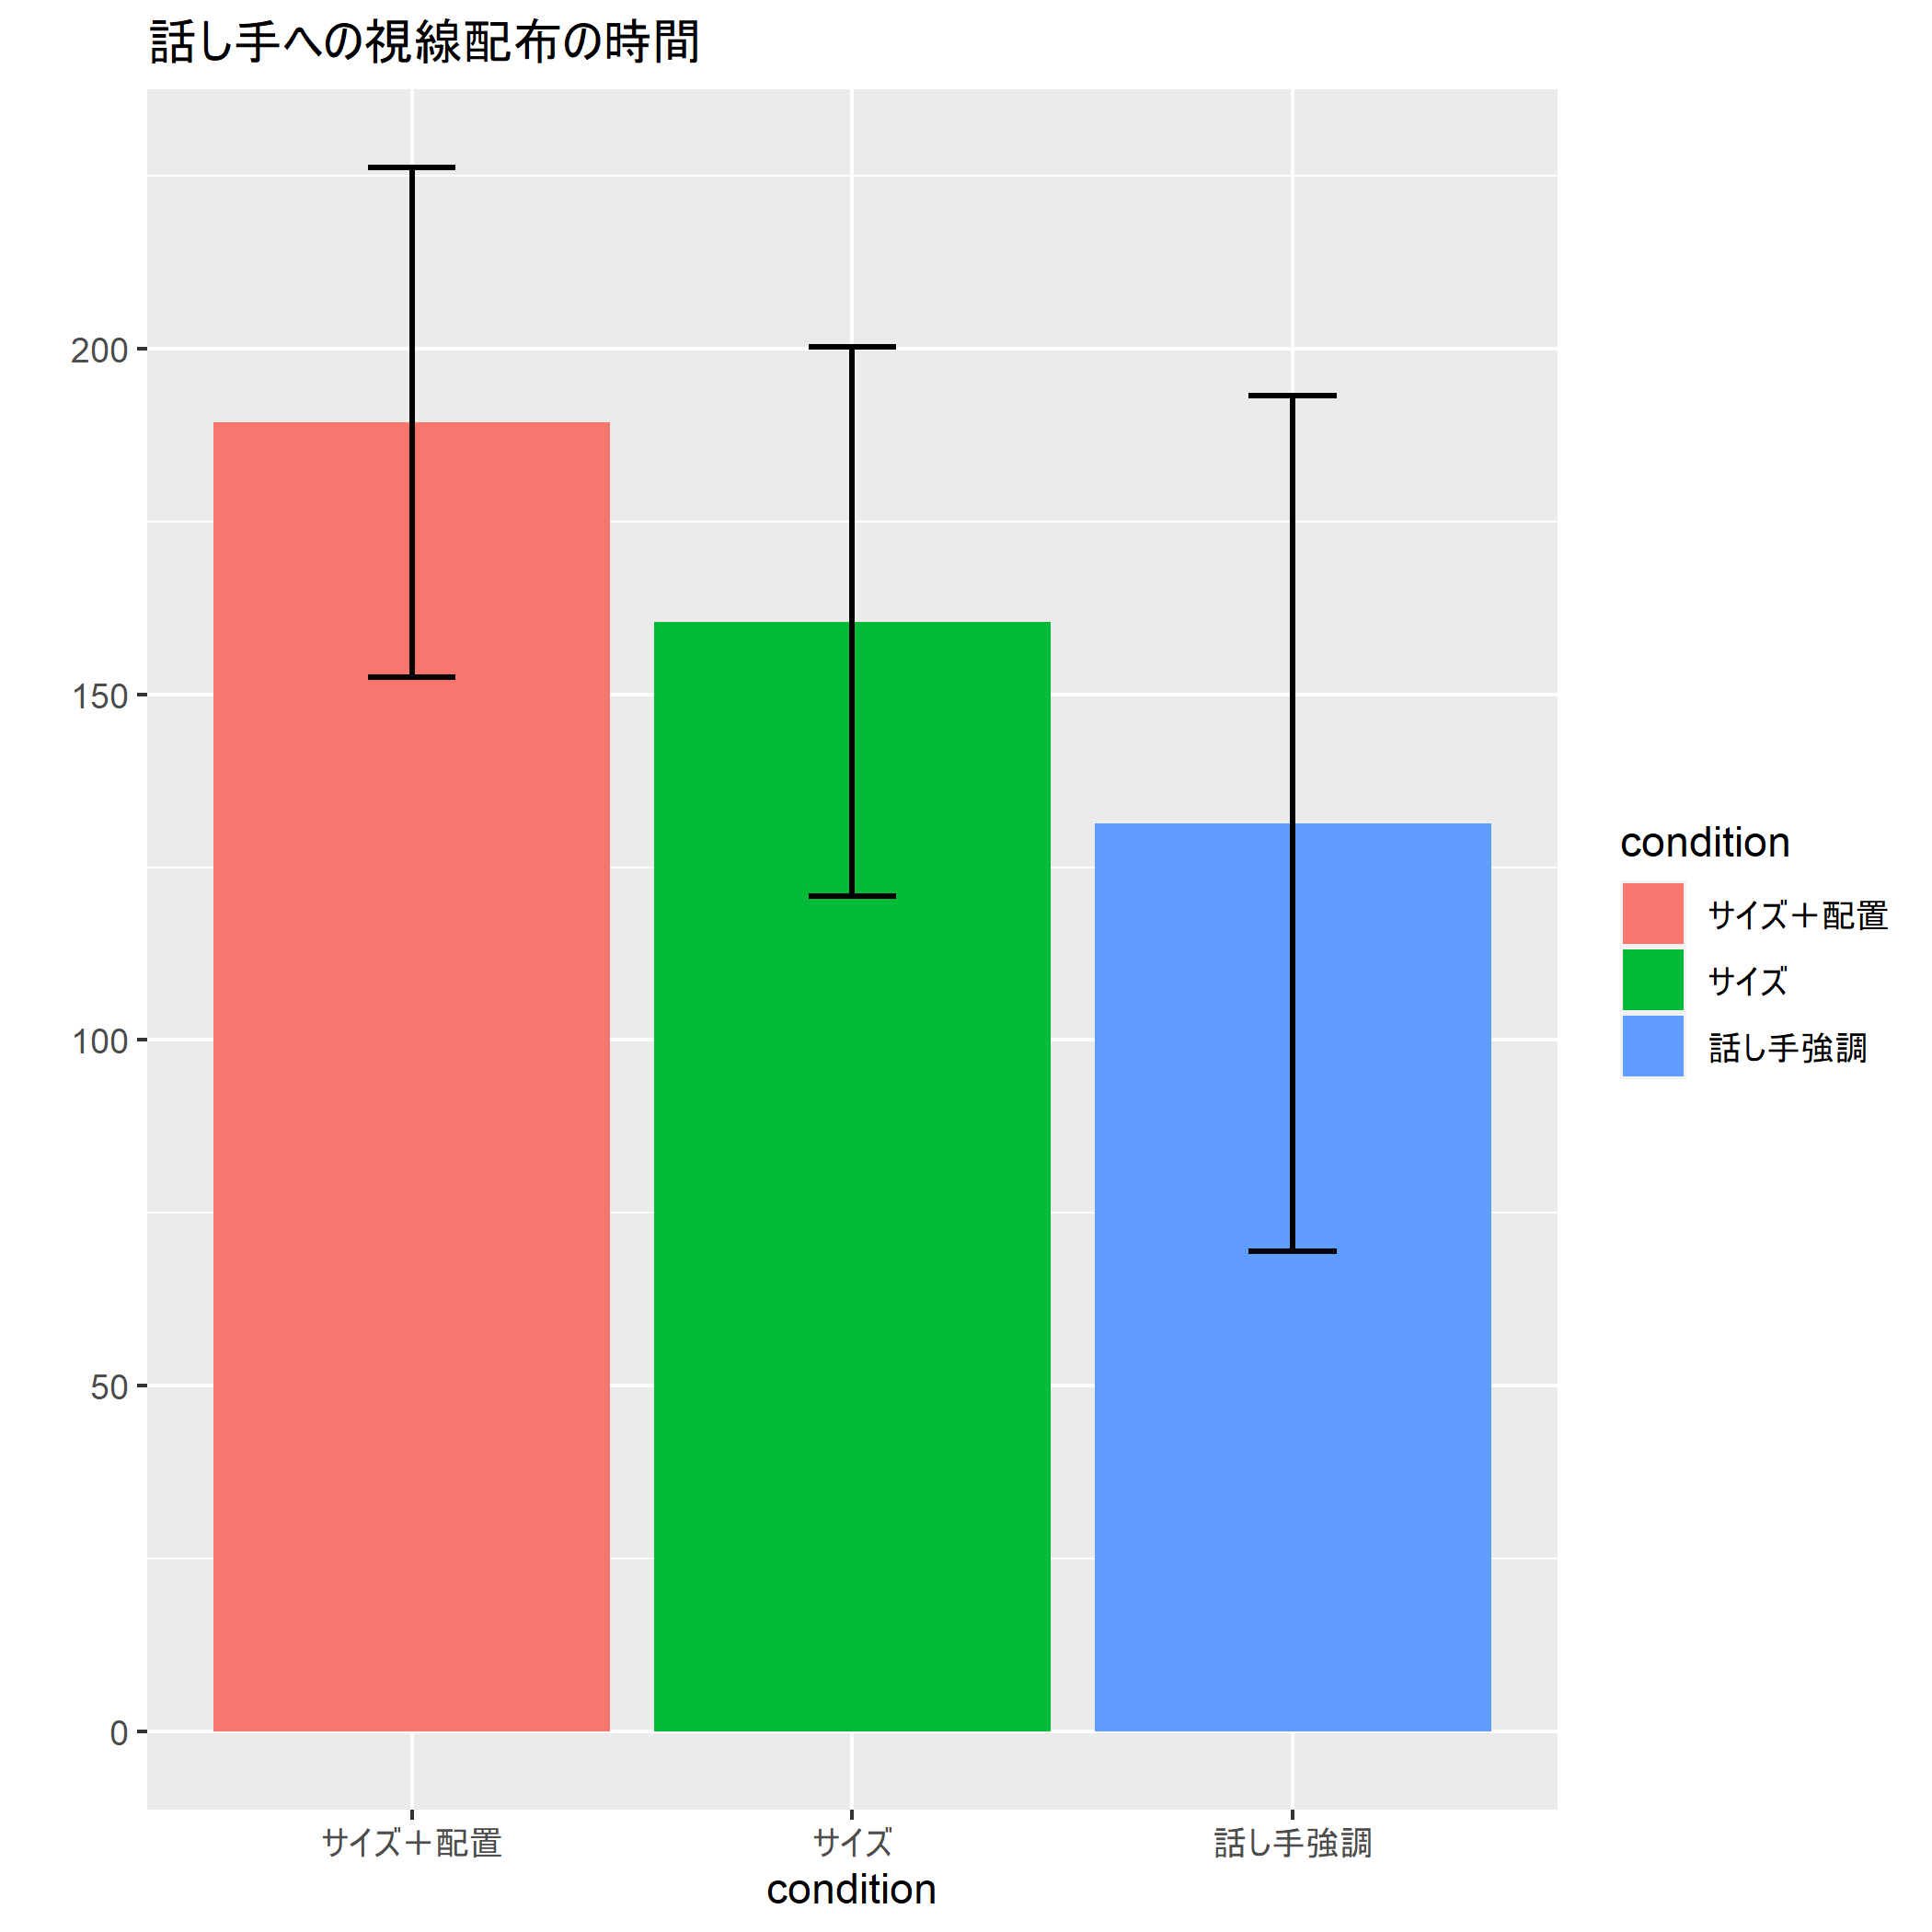 話し手への視線配布の時間
200
150
100
50
0
サイズ＋配置
サイズ
話し手強調
condition
condition
サイズ＋配置
サイズ
話し手強調